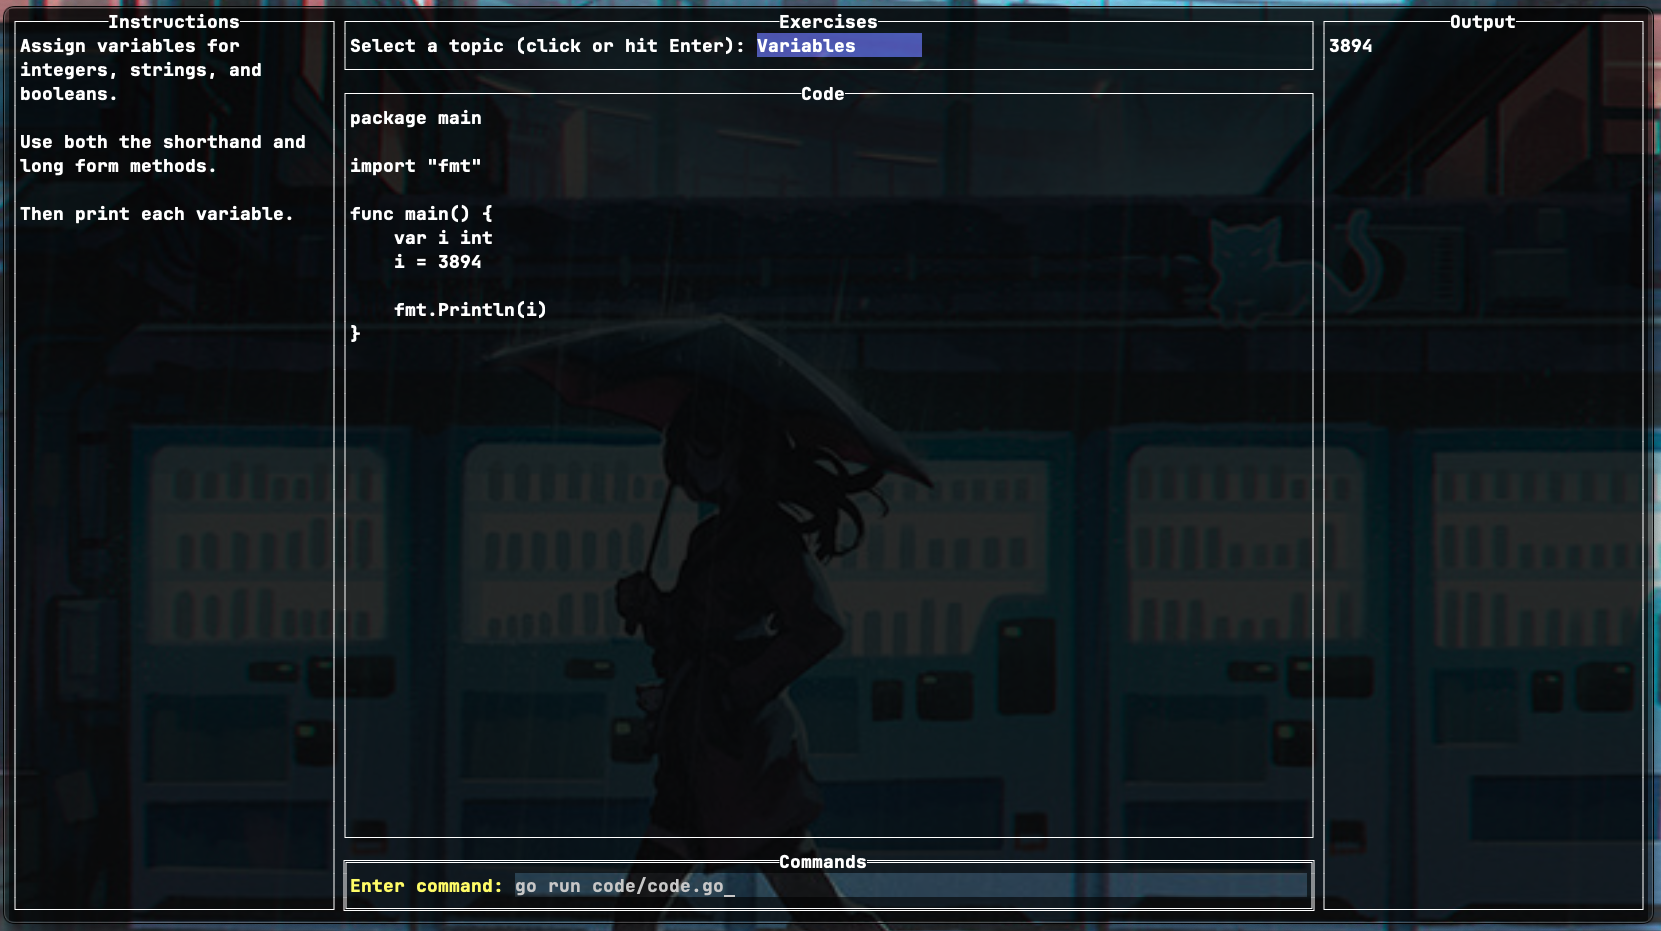 Instructions
Assign variables for
integers, strings, and
booleans.
Use both the shorthand and
long form methods.
Then print each variable.
Exercises
Select a topic (click or hit Enter): Variables
Code
package main
import "fmt"
func main() {
    var i int
    i = 3894
    fmt.Println(i)
}
Commands
Enter command: go run code/code.go_
Output
3894